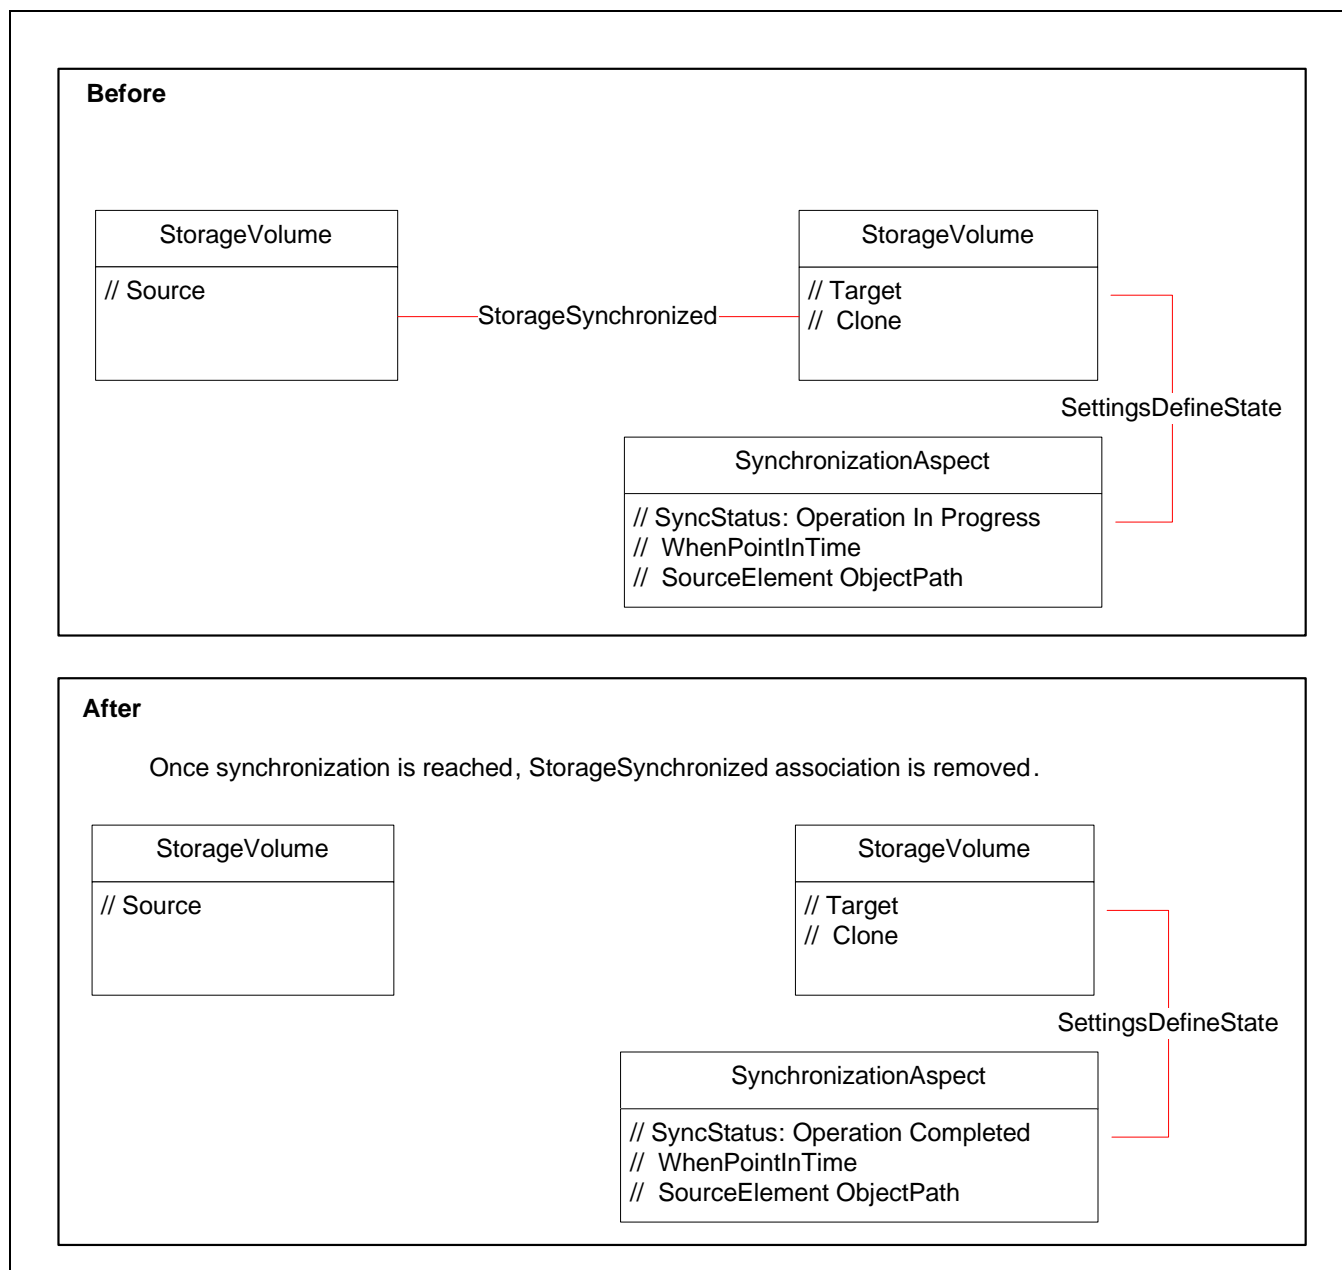 Before
StorageVolume
// Source
StorageSynchronized
StorageVolume
// Target
//  Clone
SettingsDefineState
SynchronizationAspect
// SyncStatus: Operation In Progress
//  WhenPointInTime
//  SourceElement ObjectPath
After
Once synchronization is reached, StorageSynchronized association is removed.
StorageVolume
// Source
StorageVolume
// Target
//  Clone
SettingsDefineState
SynchronizationAspect
// SyncStatus: Operation Completed
//  WhenPointInTime
//  SourceElement ObjectPath